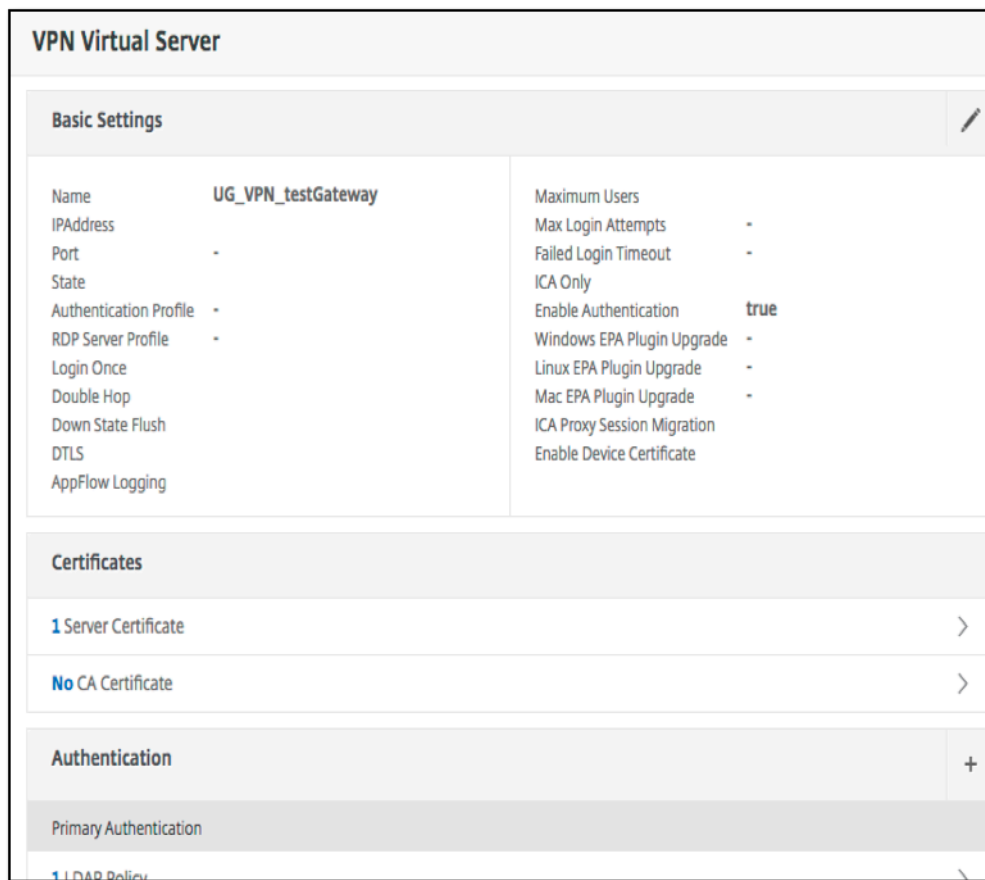 VPN Virtual Server
Basic Settings
Name UG_VPN_testGateway
IPAddress
Port -
State
Authentication Profile -
RDP Server Profile -
Login Once
Double Hop
Down State Flush
DTLS
AppFlow Logging
Maximum Users
Max Login Attempts -
Failed Login Timeout -
ICA Only
Enable Authentication true
Windows EPA Plugin Upgrade -
Linux EPA Plugin Upgrade -
Mac EPA Plugin Upgrade -
ICA Proxy Session Migration
Enable Device Certificate
Certificates
1 Server Certificate
No CA Certificate
Authentication
Primary Authentication
1 LDAP Policy